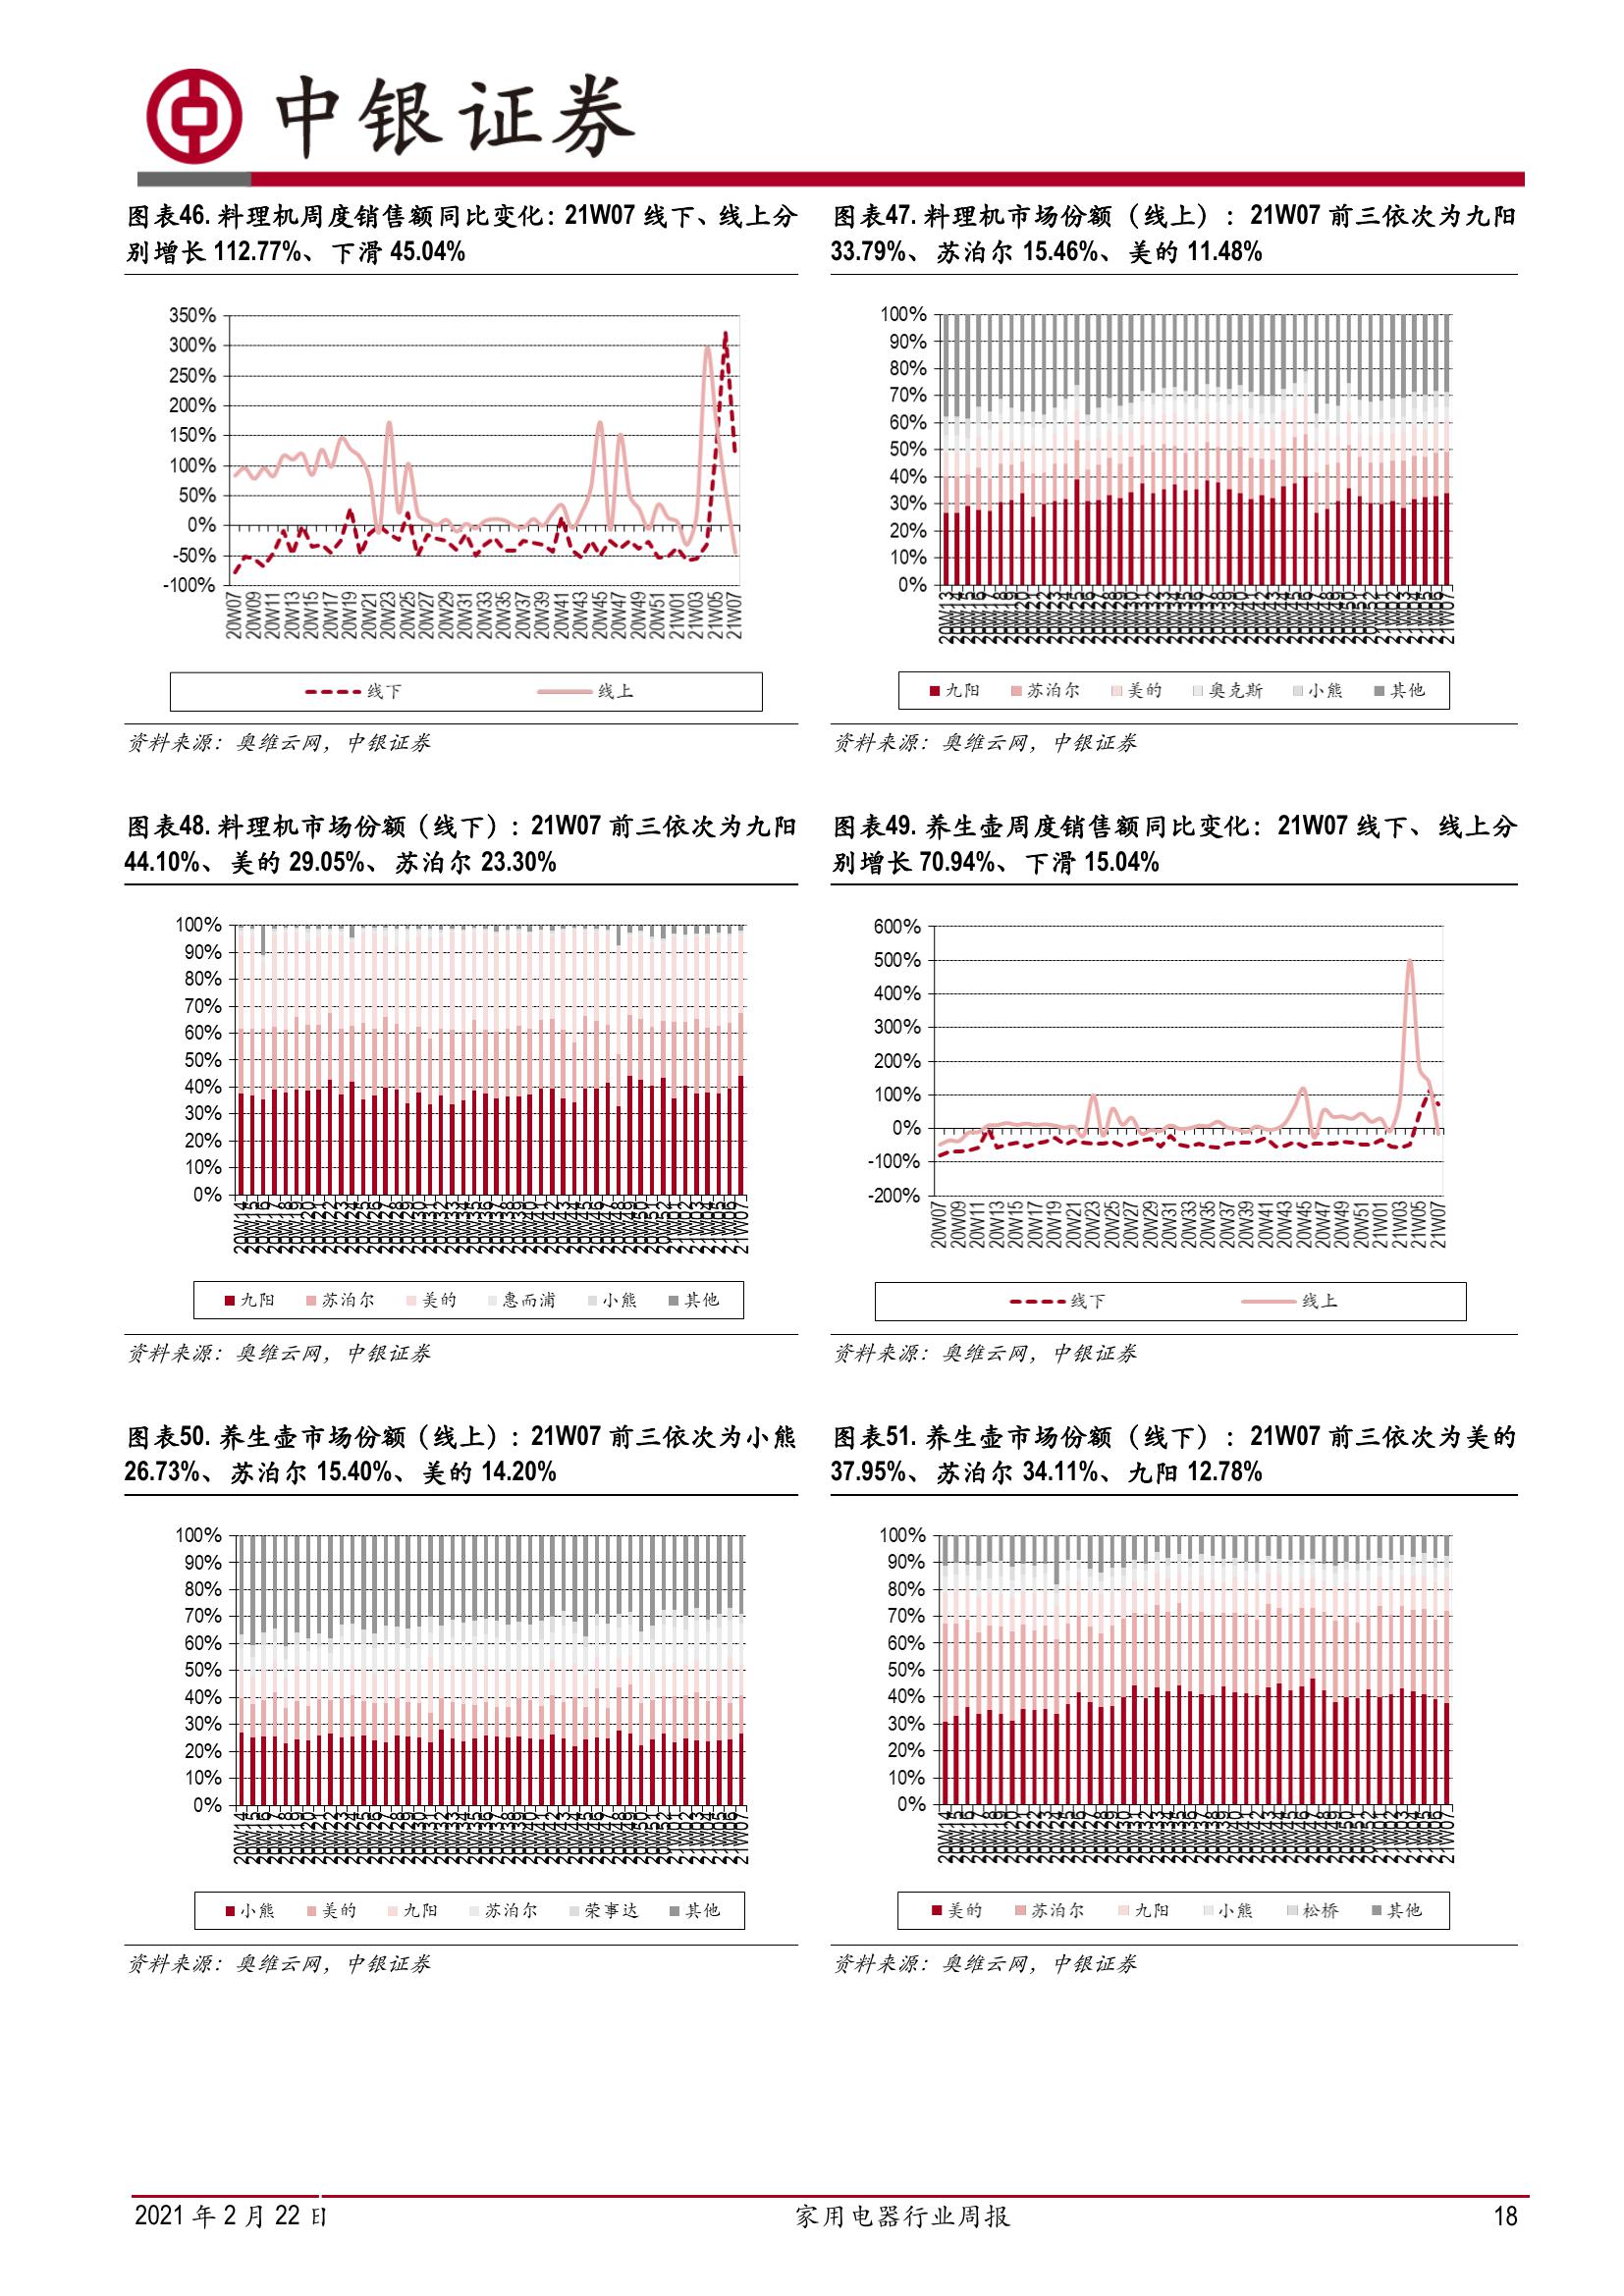 中银证券
图表46. 料理机周度销售额同比变化：21W07 线下、线上分
别增长 112.77%、下滑 45.04%
350%
300%
250%
200%
150%
100%
50%
0%
-50%
-100%
20W07
20W09
20W11
20W13
20W15
20W17
20W19
20W21
20W23
20W25
20W27
20W29
20W31
20W33
20W35
20W37
20W39
20W41
20W43
20W45
20W47
20W49
20W51
21W01
21W03
21W05
21W07
线下 线上
资料来源：奥维云网，中银证券
图表47. 料理机市场份额（线上）：21W07 前三依次为九阳
33.79%、苏泊尔 15.46%、美的 11.48%
100%
90%
80%
70%
60%
50%
40%
30%
20%
10%
0%
20W13
21W07
九阳 苏泊尔 美的 奥克斯 小熊 其他
资料来源：奥维云网，中银证券
图表48. 料理机市场份额（线下）：21W07 前三依次为九阳
44.10%、美的 29.05%、苏泊尔 23.30%
100%
90%
80%
70%
60%
50%
40%
30%
20%
10%
0%
20W14
21W07
九阳 苏泊尔 美的 惠而浦 小熊 其他
资料来源：奥维云网，中银证券
图表49. 养生壶周度销售额同比变化：21W07 线下、线上分
别增长 70.94%、下滑 15.04%
600%
500%
400%
300%
200%
100%
0%
-100%
-200%
20W07
20W09
20W11
20W13
20W15
20W17
20W19
20W21
20W23
20W25
20W27
20W29
20W31
20W33
20W35
20W37
20W39
20W41
20W43
20W45
20W47
20W49
20W51
21W01
21W03
21W05
21W07
线下 线上
资料来源：奥维云网，中银证券
图表50. 养生壶市场份额（线上）：21W07 前三依次为小熊
26.73%、苏泊尔 15.40%、美的 14.20%
100%
90%
80%
70%
60%
50%
40%
30%
20%
10%
0%
20W14
21W07
小熊 美的 九阳 苏泊尔 荣事达 其他
资料来源：奥维云网，中银证券
图表51. 养生壶市场份额（线下）：21W07 前三依次为美的
37.95%、苏泊尔 34.11%、九阳 12.78%
100%
90%
80%
70%
60%
50%
40%
30%
20%
10%
0%
20W14
21W07
美的 苏泊尔 九阳 小熊 松桥 其他
资料来源：奥维云网，中银证券
2021 年 2 月 22 日 家用电器行业周报 18